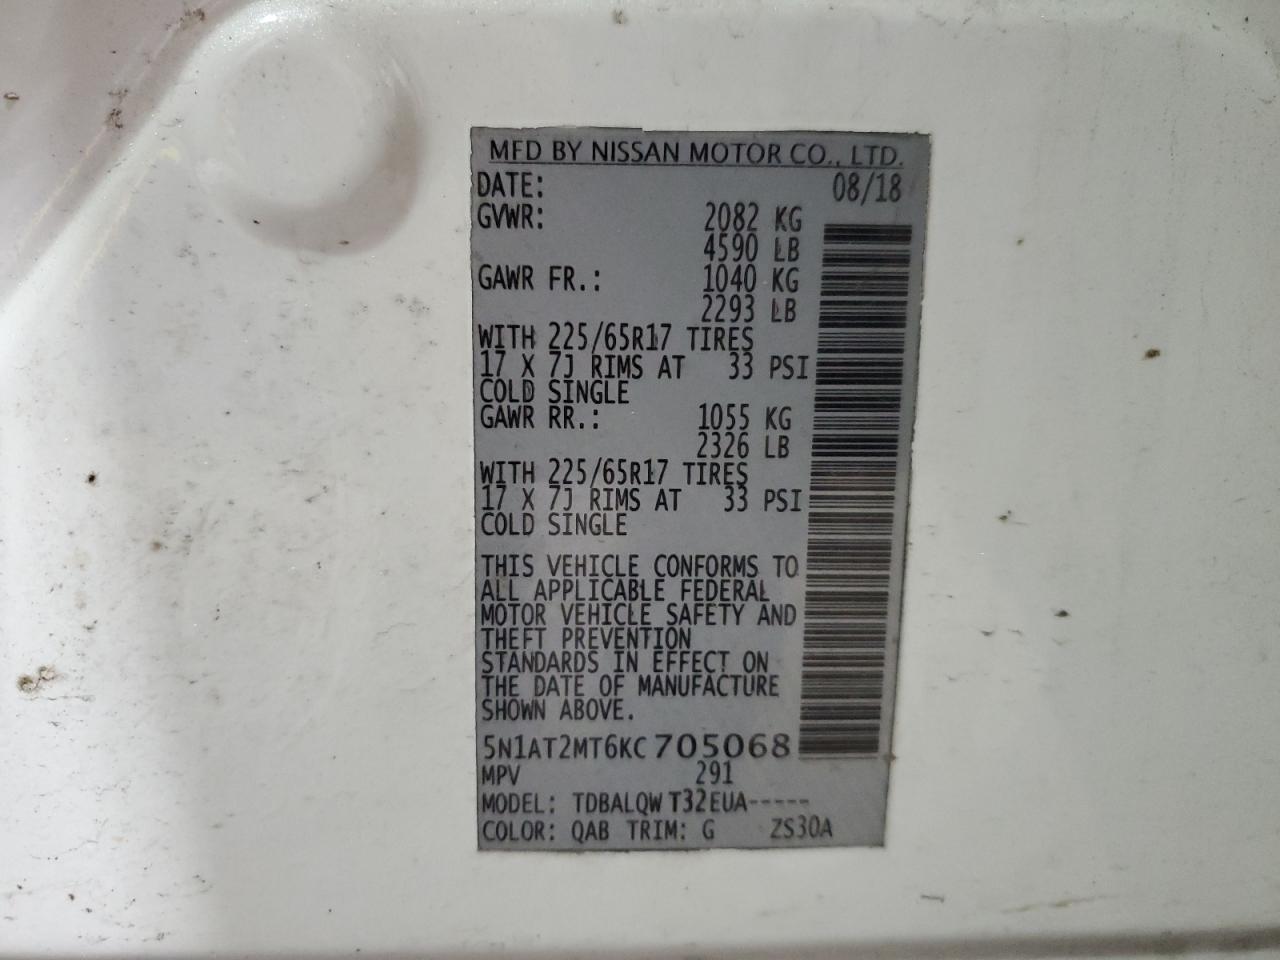 MFD BY NISSAN MOTOR CO., LTD.
DATE: 08/18
GVWR: 2082 KG
4590 LB
GAWR FR.: 1040 KG
2293 LB
WITH 225/65R17 TIRES
17 X 7J RIMS AT 33 PSI
COLD SINGLE
GAWR RR.: 1055 KG
2326 LB
WITH 225/65R17 TIRES
17 X 7J RIMS AT 33 PSI
COLD SINGLE
THIS VEHICLE CONFORMS TO
ALL APPLICABLE FEDERAL
MOTOR VEHICLE SAFETY AND
THEFT PREVENTION
STANDARDS IN EFFECT ON
THE DATE OF MANUFACTURE
SHOWN ABOVE.
5N1AT2MT6KC705068
MPV 291
MODEL: TDBALQWT32EUA-----
COLOR: QAB TRIM: G ZS30A